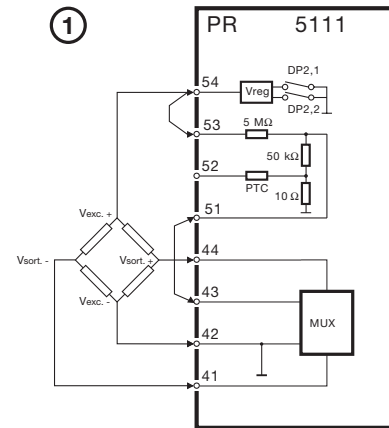 1
PR 5111
54
Vreg
DP2,1
DP2,2
53
5 MΩ
50 kΩ
52
PTC
10 Ω
51
Vexc. +
44
Vsort. -
Vsort. +
43
Vexc. -
MUX
42
41